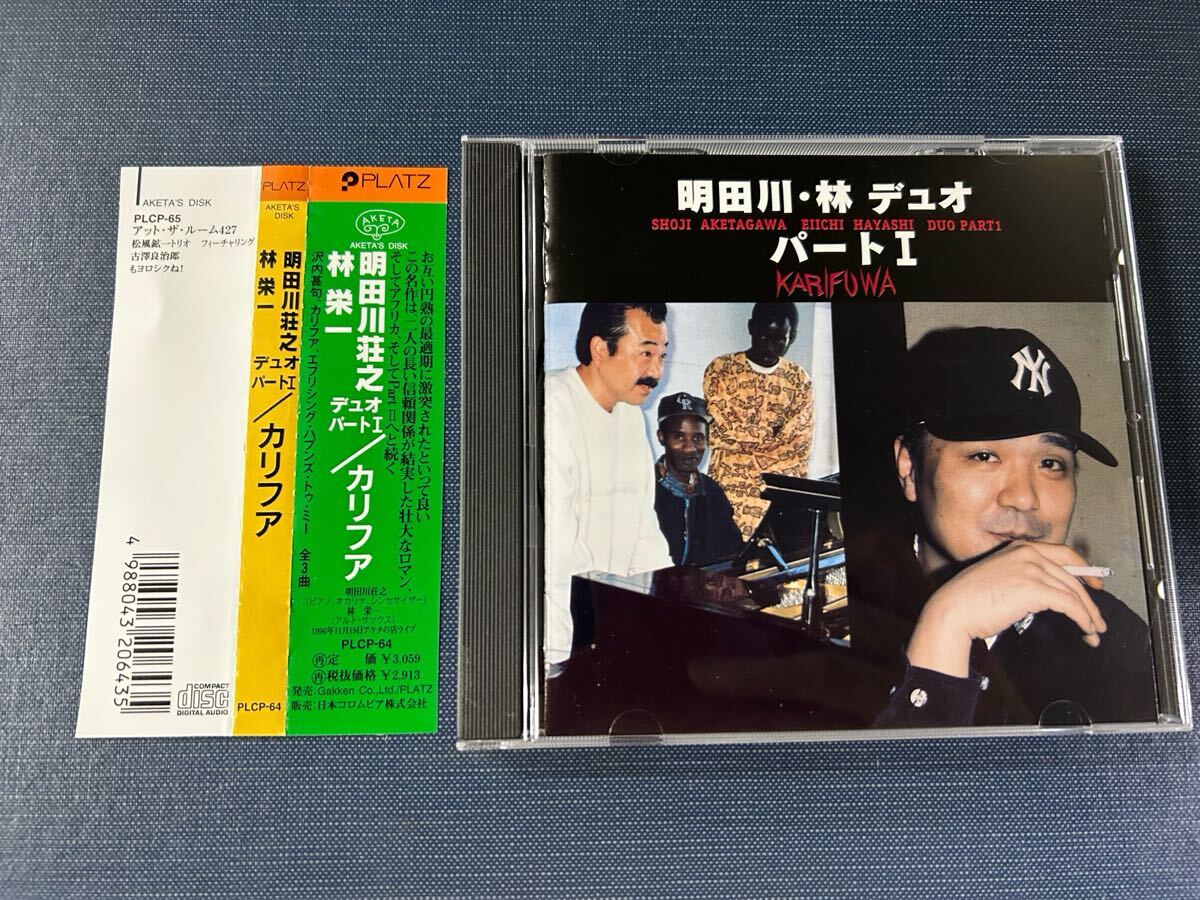 AKETA'S DISK
PLCP-65
アット・ザ・ルーム427
松風鉱一トリオ フィーチャリング
古澤良治郎
もヨロシクね!
4 988043 206435
COMPACT
disc
DIGITAL AUDIO
PLATZ
AKETA'S
DISK
明田川荘之
林 栄一
デュオ
パートI
/カリファ
PLCP-64
PLATZ
AKETA
AKETA'S DISK
お互い円熟の最適期に激突されたといって良い
この名作は、二人の長い信頼関係が結実した壮大なロマン、
そしてアフリカ、そしてPart IIへと続く
明田川荘之
林 栄一
デュオ
パートI
/カリファ
沢内甚句、カリファ、エブリシング・ハプンズ・トゥ・ミー 全3曲
明田川荘之
(ピアノ、オカリナ、シンセサイザー)
林 栄一
(アルト・サックス)
1996年11月19日アケタの店ライブ
PLCP-64
再定 価 ¥3,059
再税抜価格 ¥2,913
発売:Gakken Co.,Ltd./PLATZ
販売:日本コロムビア株式会社
明田川・林 デュオ
SHOJI AKETAGAWA EIICHI HAYASHI DUO PART1
パートI
KARIFUWA
GR
NY